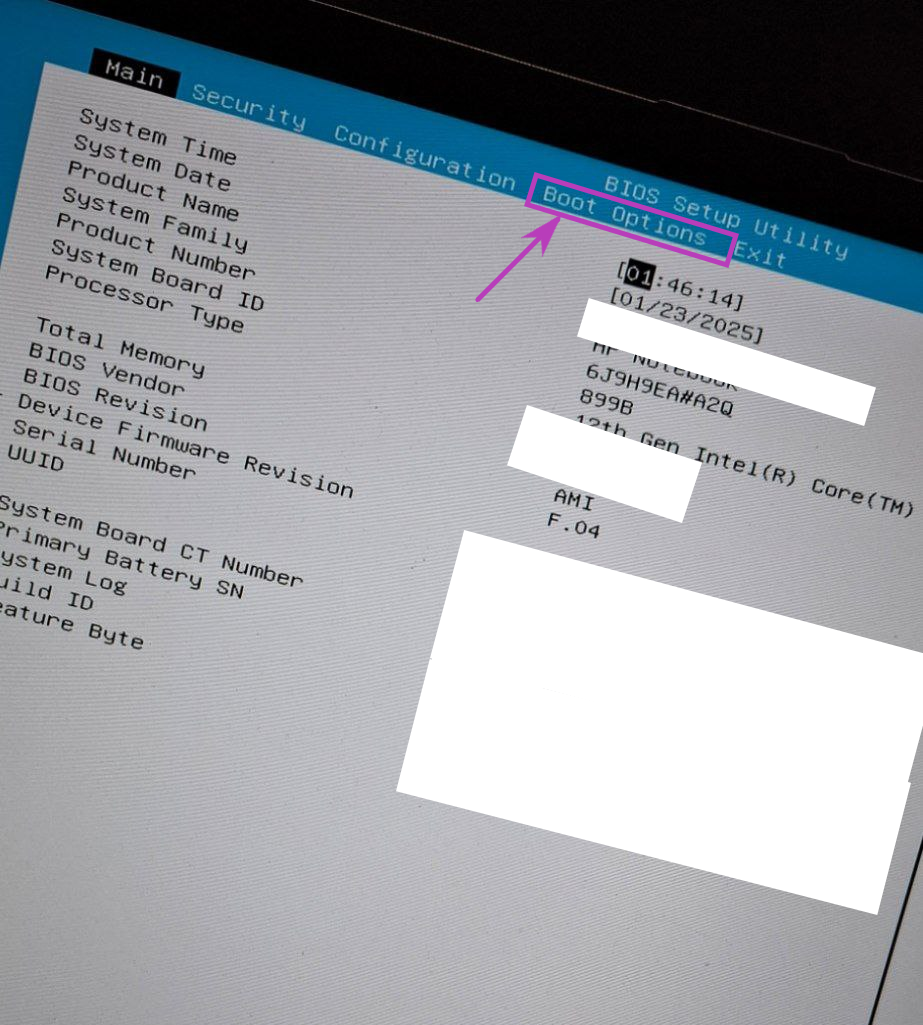 BIOS Setup Utility
Main Security Configuration Boot Options Exit
System Time [01:46:14]
System Date [01/23/2025]
Product Name
System Family HP Notebook
Product Number 6J9H9EA#A2Q
System Board ID 899B
Processor Type 12th Gen Intel(R) Core(TM)
Total Memory
BIOS Vendor AMI
BIOS Revision F.04
Device Firmware Revision
Serial Number
UUID
System Board CT Number
Primary Battery SN
System Log
Build ID
Feature Byte